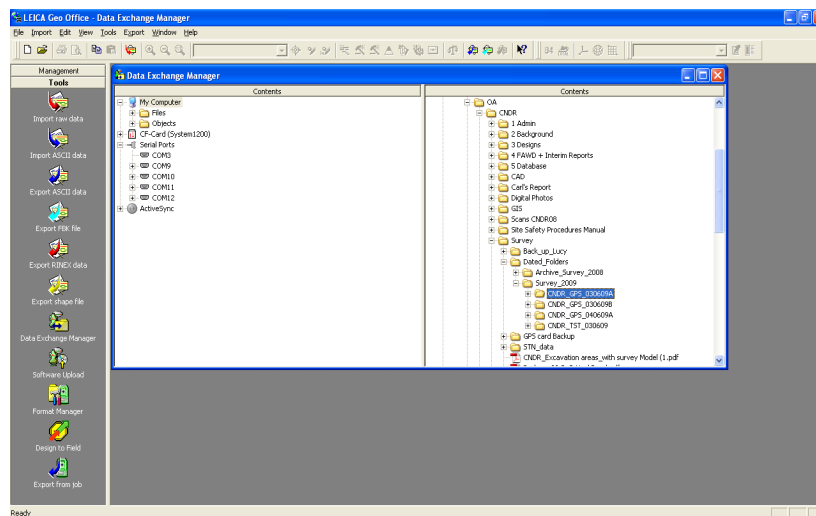 LEICA Geo Office - Data Exchange Manager
File Import Edit View Tools Export Window Help
Management
Tools
Import raw data
Import ASCII data
Export ASCII data
Export FBK file
Export RINEX data
Export shape file
Data Exchange Manager
Software Upload
Format Manager
Design to Field
Export from job
Data Exchange Manager
Contents
My Computer
Files
Objects
CF-Card (System1200)
Serial Ports
COM3
COM9
COM10
COM11
COM12
ActiveSync
Contents
OA
CNDR
1 Admin
2 Background
3 Designs
4 FAWD + Interim Reports
5 Database
CAD
Carl's Report
Digital Photos
GIS
Scans CNDR08
Site Safety Procedures Manual
Survey
Back_up_Lucy
Dated_Folders
Archive_Survey_2008
Survey_2009
CNDR_GPS_030609A
CNDR_GPS_030609B
CNDR_GPS_040609A
CNDR_TST_030609
GPS card Backup
STN_data
CNDR_Excavation areas_with survey Model (1.pdf
Ready